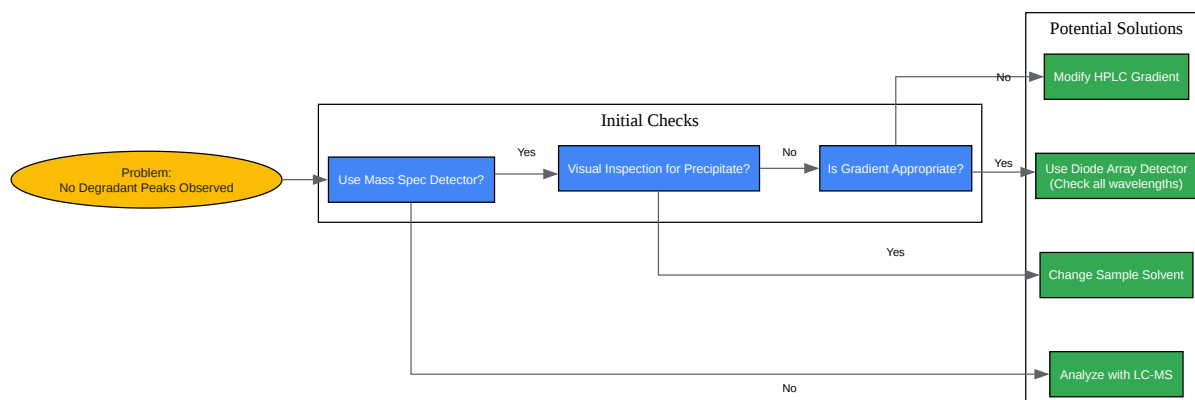 Potential Solutions
No
Modify HPLC Gradient
Initial Checks
Problem:
No Degradant Peaks Observed
Use Mass Spec Detector?
Yes
Visual Inspection for Precipitate?
No
Is Gradient Appropriate?
Yes
Use Diode Array Detector
(Check all wavelengths)
Yes
Change Sample Solvent
No
Analyze with LC-MS